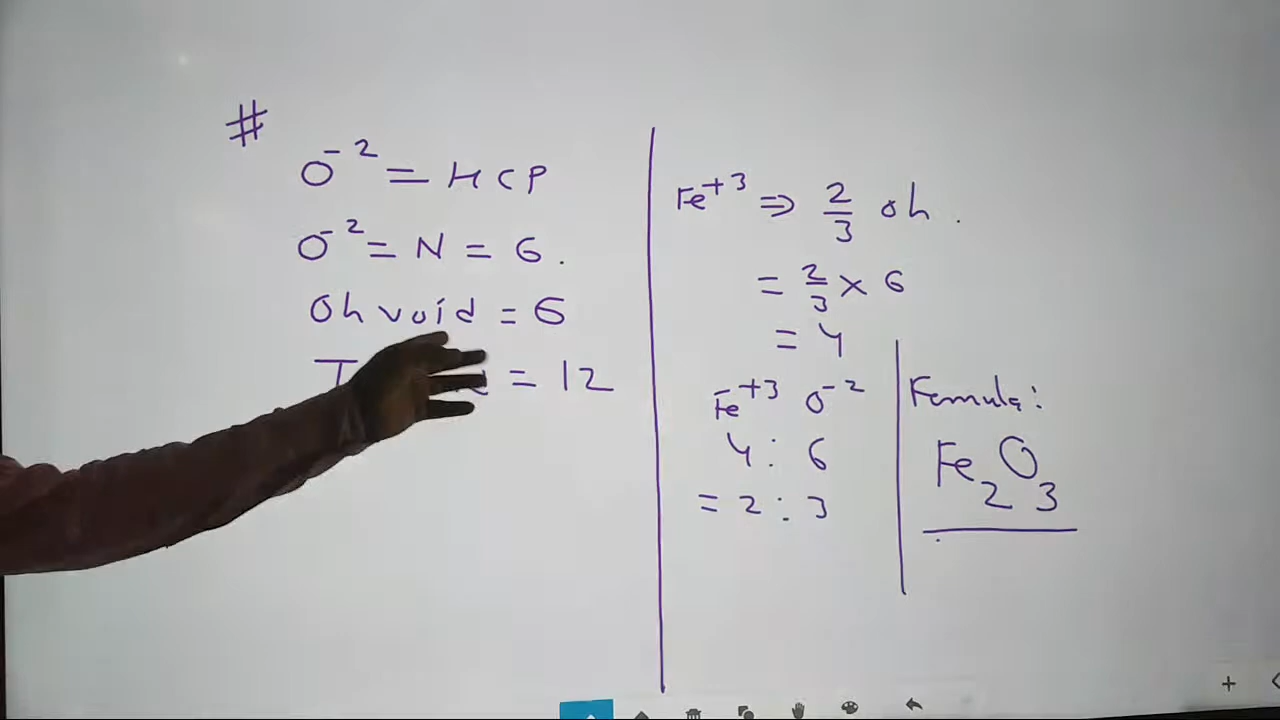 #
O⁻² = HCP
O⁻² = N = 6.
Oh void = 6
= 12
Fe⁺³ ⇒ 2/3 oh.
= 2/3 × 6
= 4
Fe⁺³ O⁻²
4 : 6
= 2 : 3
Formula:
Fe₂O₃